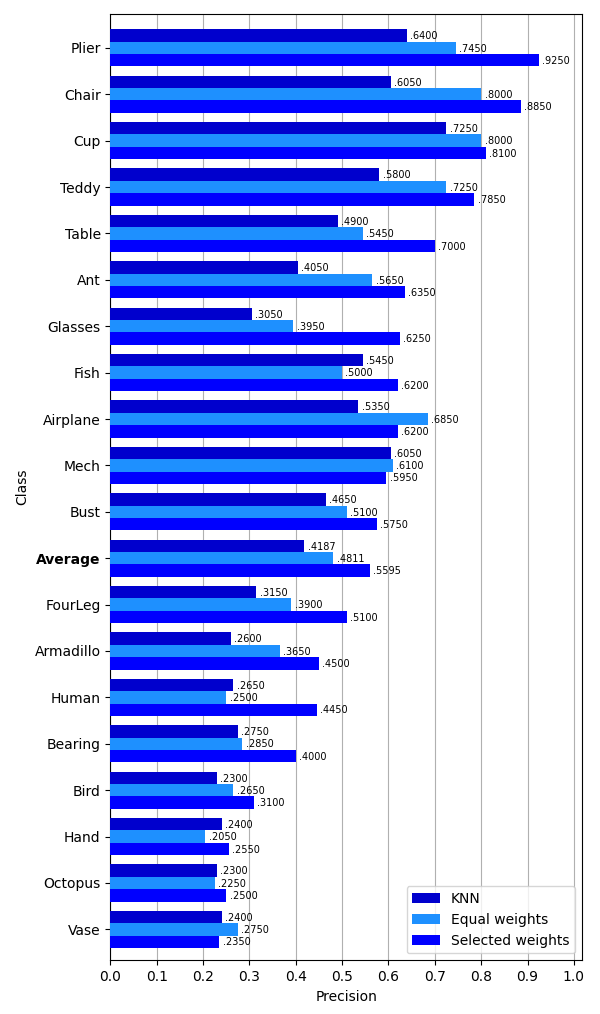 Plier
.6400
.7450
.9250
Chair
.6050
.8000
.8850
Cup
.7250
.8000
.8100
Teddy
.5800
.7250
.7850
Table
.4900
.5450
.7000
Ant
.4050
.5650
.6350
Glasses
.3050
.3950
.6250
Fish
.5450
.5000
.6200
Airplane
.5350
.6850
.6200
Mech
.6050
.6100
.5950
Class
Bust
.4650
.5100
.5750
Average
.4187
.4811
.5595
FourLeg
.3150
.3900
.5100
Armadillo
.2600
.3650
.4500
Human
.2650
.2500
.4450
Bearing
.2750
.2850
.4000
Bird
.2300
.2650
.3100
Hand
.2400
.2050
.2550
Octopus
.2300
.2250
.2500
Vase
.2400
.2750
.2350
KNN
Equal weights
Selected weights
0.0 0.1 0.2 0.3 0.4 0.5 0.6 0.7 0.8 0.9 1.0
Precision